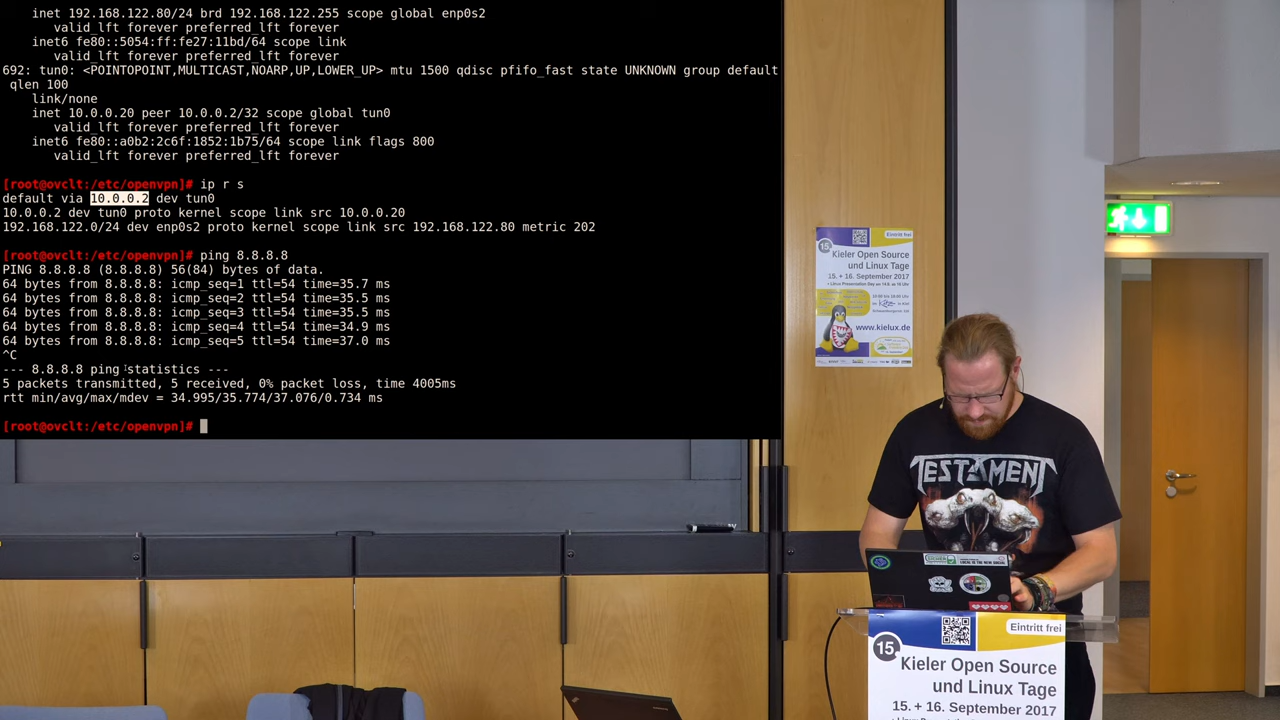 inet 192.168.122.80/24 brd 192.168.122.255 scope global enp0s2
valid_lft forever preferred_lft forever
inet6 fe80::5054:ff:fe27:11bd/64 scope link
valid_lft forever preferred_lft forever
692: tun0: <POINTOPOINT,MULTICAST,NOARP,UP,LOWER_UP> mtu 1500 qdisc pfifo_fast state UNKNOWN group default
qlen 100
link/none
inet 10.0.0.20 peer 10.0.0.2/32 scope global tun0
valid_lft forever preferred_lft forever
inet6 fe80::a0b2:2c6f:1852:1b75/64 scope link flags 800
valid_lft forever preferred_lft forever
[root@ovclt:/etc/openvpn]# ip r s
default via 10.0.0.2 dev tun0
10.0.0.2 dev tun0 proto kernel scope link src 10.0.0.20
192.168.122.0/24 dev enp0s2 proto kernel scope link src 192.168.122.80 metric 202
[root@ovclt:/etc/openvpn]# ping 8.8.8.8
PING 8.8.8.8 (8.8.8.8) 56(84) bytes of data.
64 bytes from 8.8.8.8: icmp_seq=1 ttl=54 time=35.7 ms
64 bytes from 8.8.8.8: icmp_seq=2 ttl=54 time=35.5 ms
64 bytes from 8.8.8.8: icmp_seq=3 ttl=54 time=35.5 ms
64 bytes from 8.8.8.8: icmp_seq=4 ttl=54 time=34.9 ms
64 bytes from 8.8.8.8: icmp_seq=5 ttl=54 time=37.0 ms
^C
--- 8.8.8.8 ping statistics ---
5 packets transmitted, 5 received, 0% packet loss, time 4005ms
rtt min/avg/max/mdev = 34.995/35.774/37.076/0.734 ms
[root@ovclt:/etc/openvpn]#
Eintritt frei
15.
Kieler Open Source
und Linux Tage
15. + 16. September 2017
www.kielux.de
TESTAMENT
Eintritt frei
15.
Kieler Open Source
und Linux Tage
15. + 16. September 2017